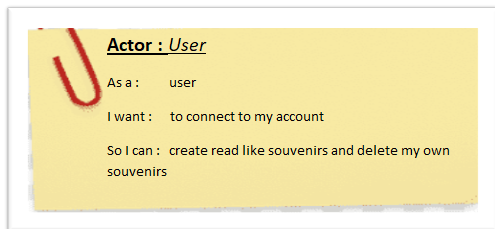 Actor : User
As a : user
I want : to connect to my account
So I can : create read like souvenirs and delete my own
souvenirs